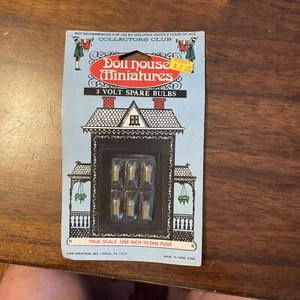 NOT RECOMMENDED FOR USE BY CHILDREN UNDER 8 YEARS OF AGE
COLLECTORS CLUB
Doll House
Miniatures
3 VOLT SPARE BULBS
TRUE SCALE, ONE INCH TO ONE FOOT
MADE IN HONG KONG